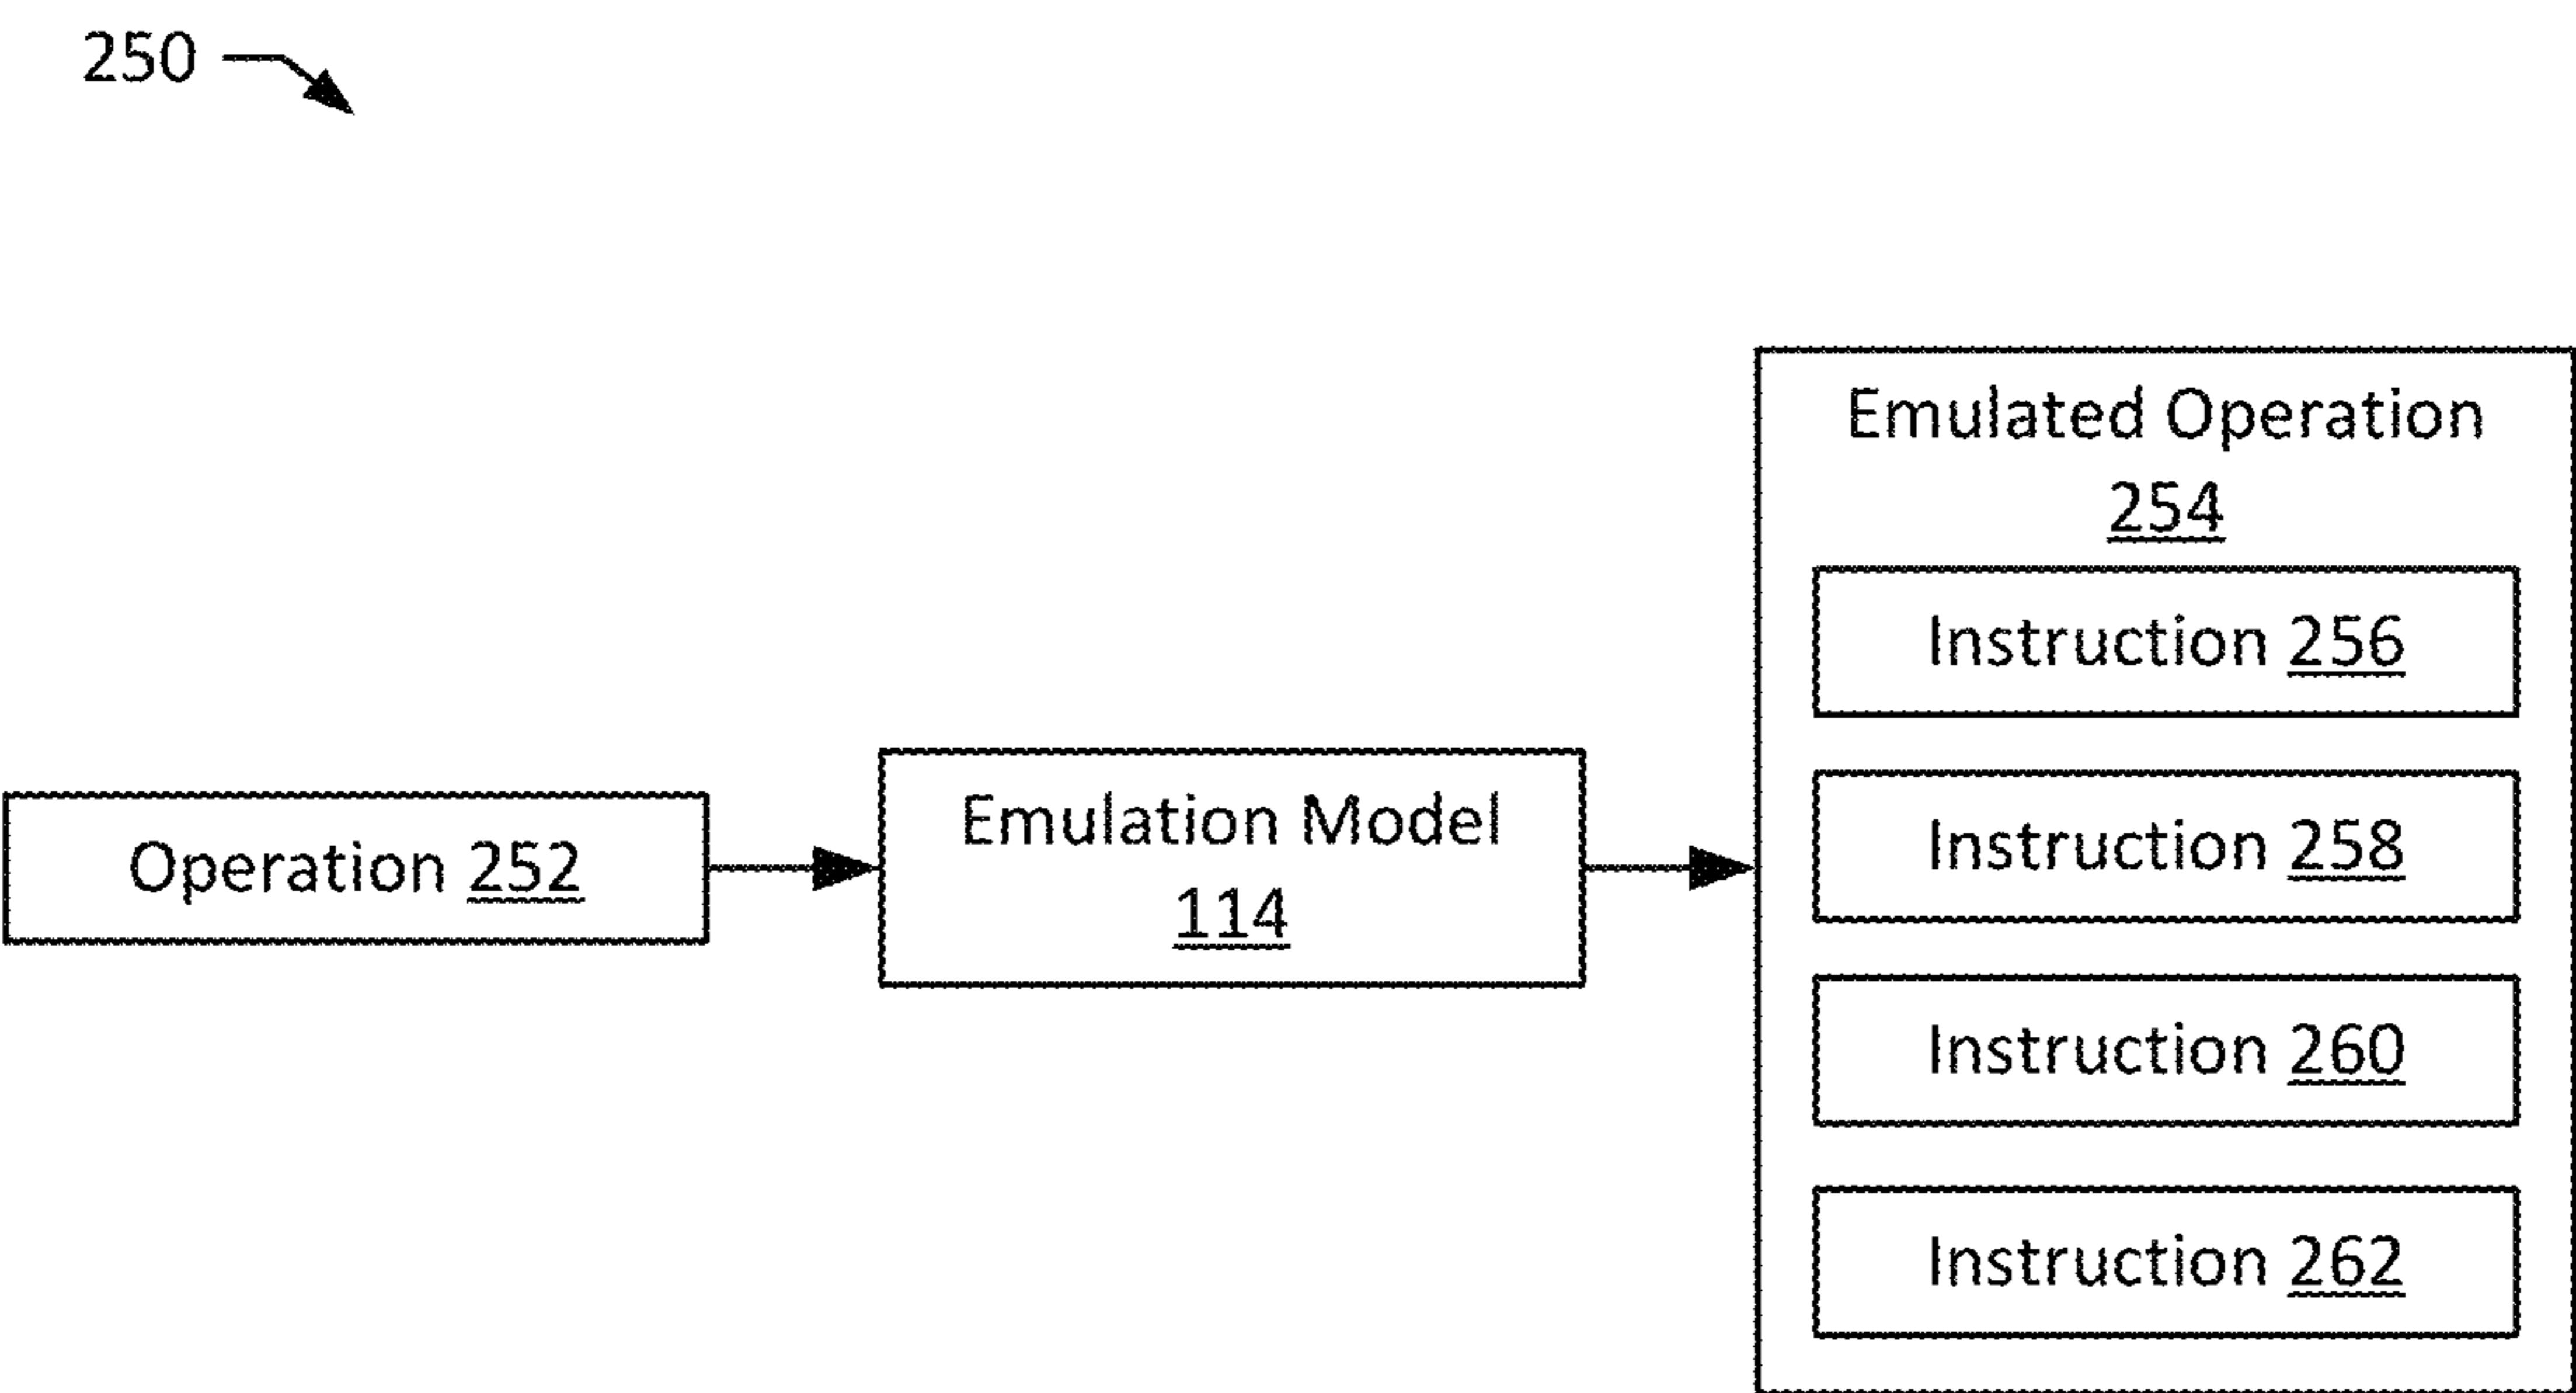 250
Operation 252
Emulation Model
114
Emulated Operation
254
Instruction 256
Instruction 258
Instruction 260
Instruction 262